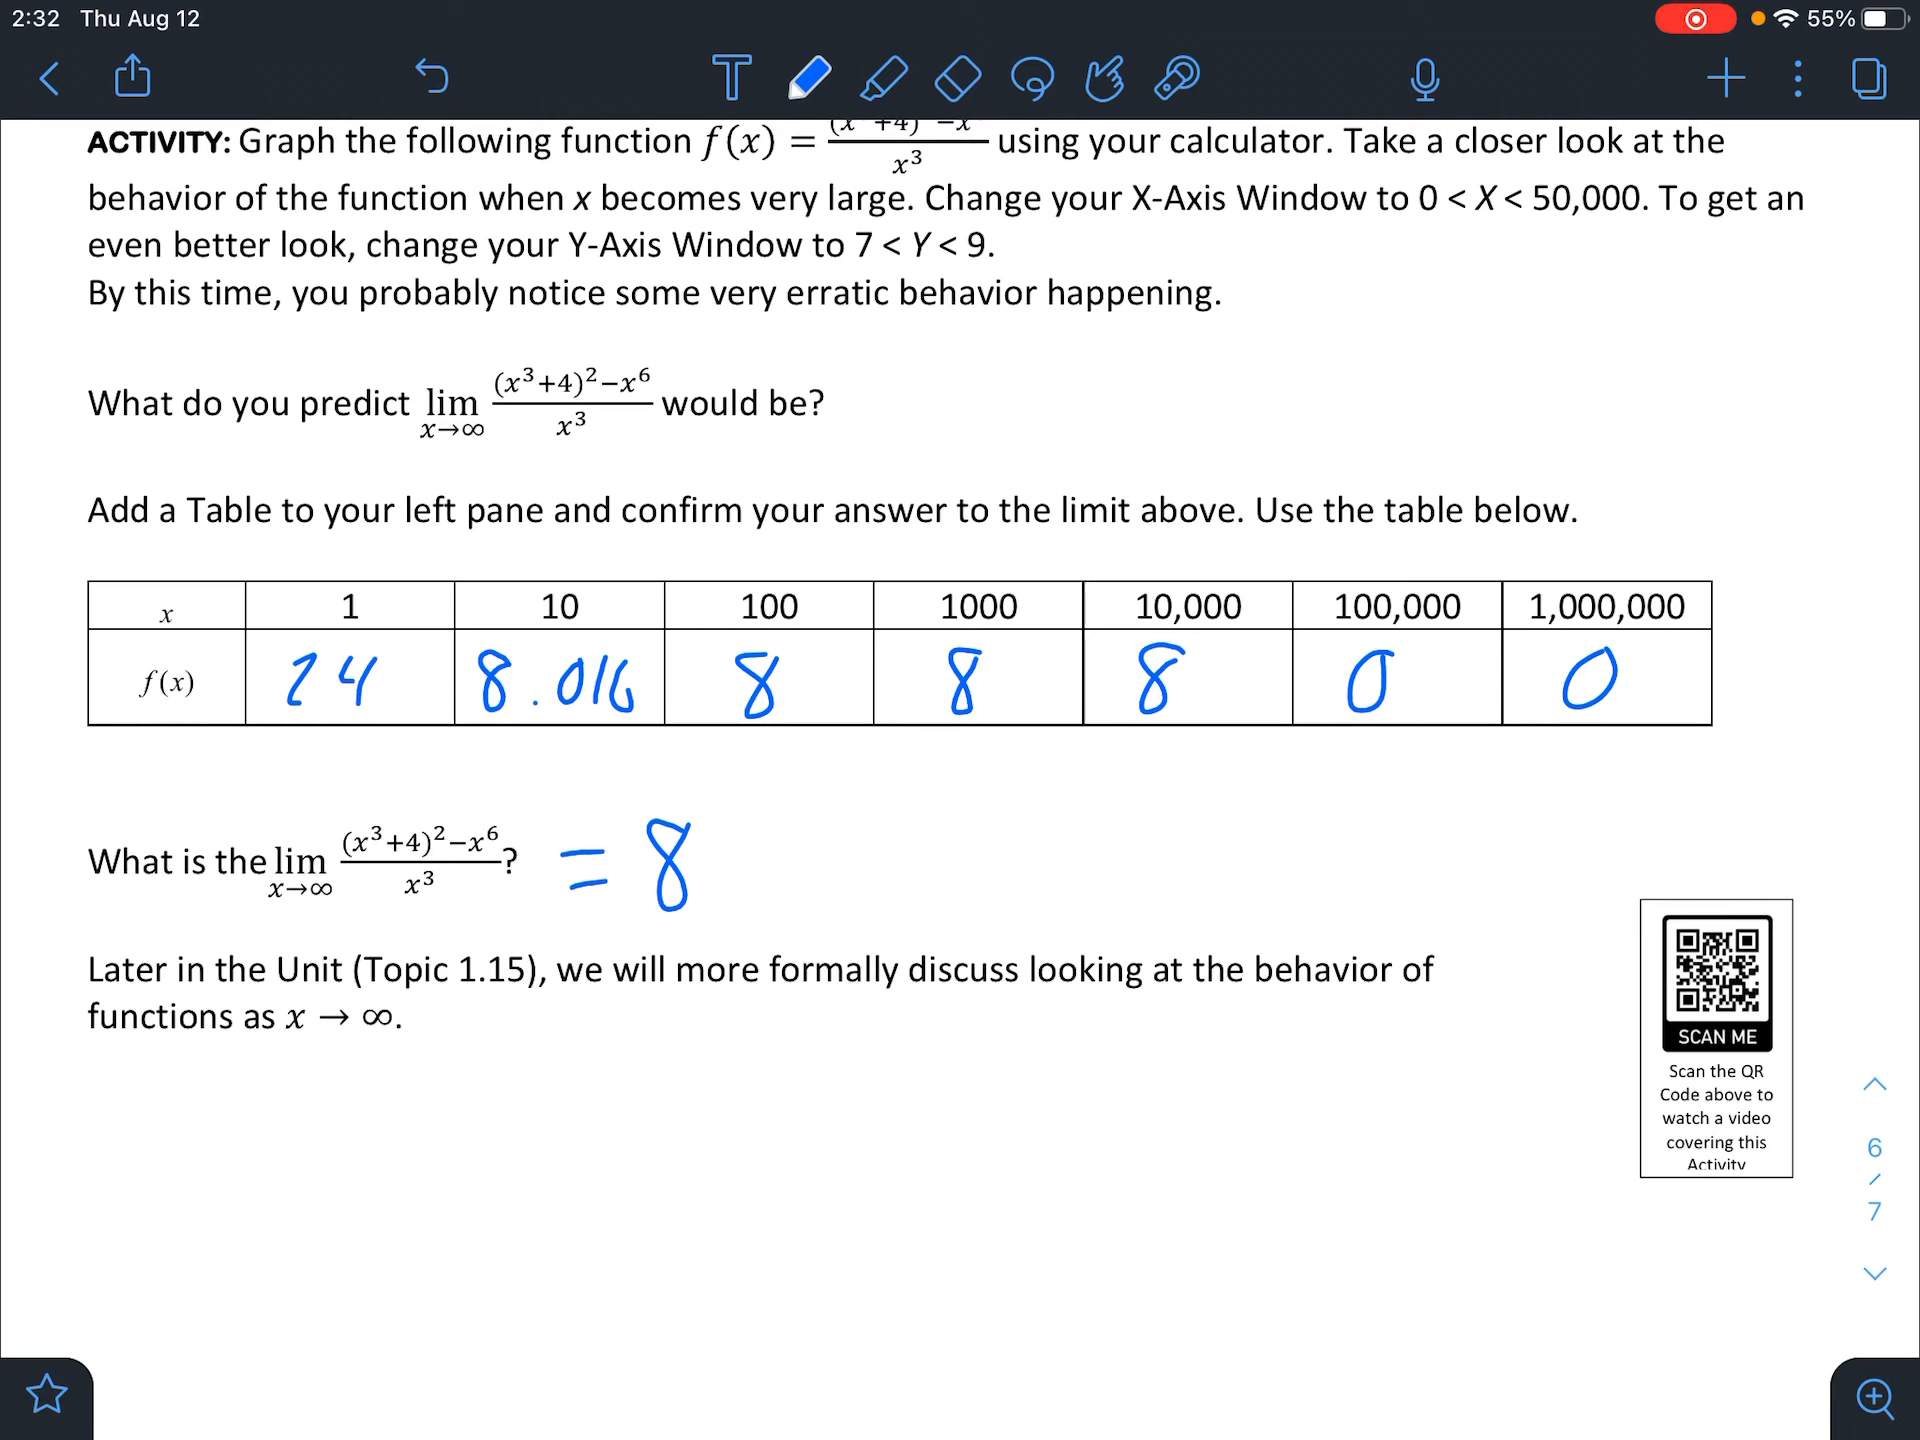 2:32 Thu Aug 12 55%
ACTIVITY: Graph the following function f(x) = (x +4) −x / x³ using your calculator. Take a closer look at the
behavior of the function when x becomes very large. Change your X-Axis Window to 0 < X < 50,000. To get an
even better look, change your Y-Axis Window to 7 < Y < 9.
By this time, you probably notice some very erratic behavior happening.
What do you predict lim x→∞ (x³+4)²−x⁶ / x³ would be?
Add a Table to your left pane and confirm your answer to the limit above. Use the table below.
x 1 10 100 1000 10,000 100,000 1,000,000
f(x) 24 8.016 8 8 8 0 0
What is the lim x→∞ (x³+4)²−x⁶ / x³ ? = 8
Later in the Unit (Topic 1.15), we will more formally discuss looking at the behavior of
functions as x → ∞.
SCAN ME
Scan the QR
Code above to
watch a video
covering this
Activity
6
/
7